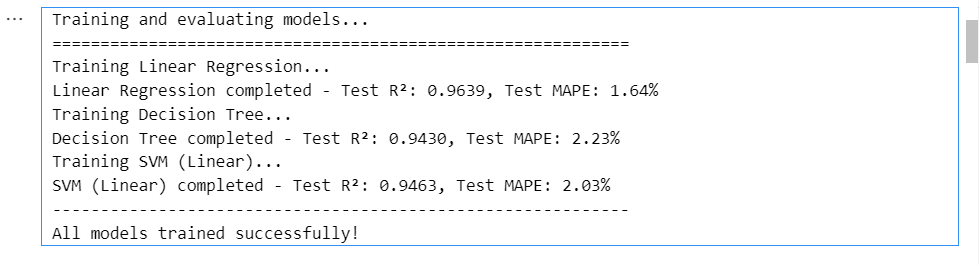 ...
Training and evaluating models...
============================================================
Training Linear Regression...
Linear Regression completed - Test R²: 0.9639, Test MAPE: 1.64%
Training Decision Tree...
Decision Tree completed - Test R²: 0.9430, Test MAPE: 2.23%
Training SVM (Linear)...
SVM (Linear) completed - Test R²: 0.9463, Test MAPE: 2.03%
------------------------------------------------------------
All models trained successfully!